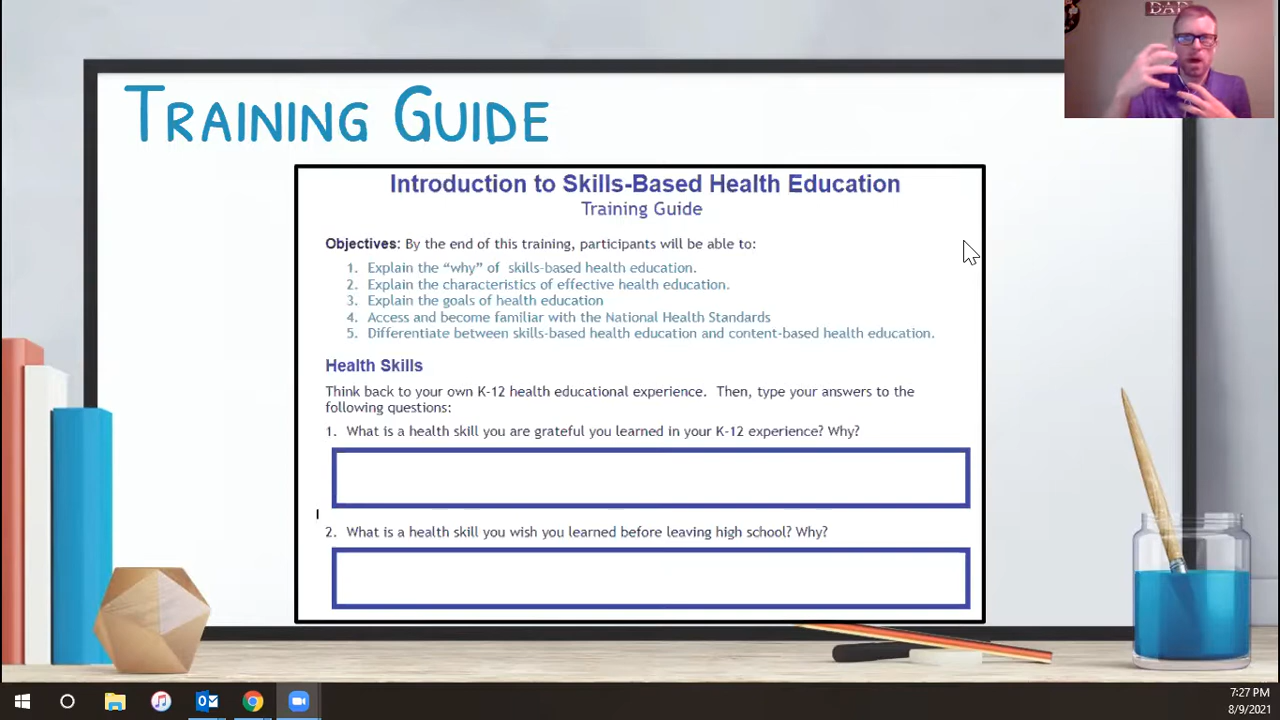 DAD
TRAINING GUIDE
Introduction to Skills-Based Health Education
Training Guide
Objectives: By the end of this training, participants will be able to:
1. Explain the “why” of skills-based health education.
2. Explain the characteristics of effective health education.
3. Explain the goals of health education
4. Access and become familiar with the National Health Standards
5. Differentiate between skills-based health education and content-based health education.
Health Skills
Think back to your own K-12 health educational experience. Then, type your answers to the
following questions:
1. What is a health skill you are grateful you learned in your K-12 experience? Why?
2. What is a health skill you wish you learned before leaving high school? Why?
7:27 PM
8/9/2021